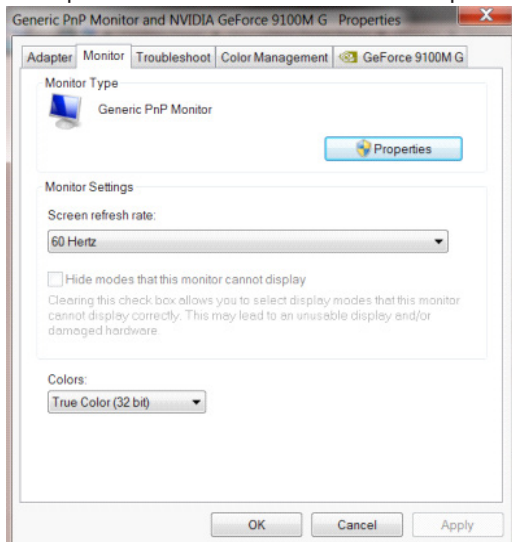 Generic PnP Monitor and NVIDIA GeForce 9100M G Properties
X
Adapter Monitor Troubleshoot Color Management GeForce 9100M G
Monitor Type
Generic PnP Monitor
Properties
Monitor Settings
Screen refresh rate:
60 Hertz
Hide modes that this monitor cannot display
Clearing this check box allows you to select display modes that this monitor
cannot display correctly. This may lead to an unusable display and/or
damaged hardware.
Colors:
True Color (32 bit)
OK Cancel Apply